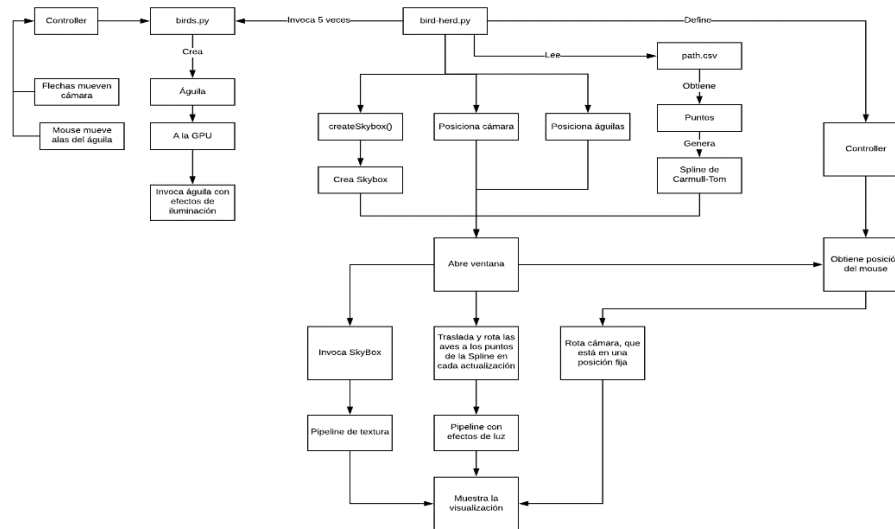 Controller
birds.py
Invoca 5 veces
bird-herd.py
Define
Crea
Lee
path.csv
Flechas mueven
cámara
Águila
Obtiene
Mouse mueve
alas del águila
A la GPU
createSkybox()
Posiciona cámara
Posiciona águilas
Puntos
Controller
Genera
Invoca águila con
efectos de
iluminación
Crea Skybox
Spline de
Carmull-Tom
Abre ventana
Obtiene posición
del mouse
Invoca SkyBox
Traslada y rota las
aves a los puntos
de la Spline en
cada actualización
Rota cámara, que
está en una
posición fija
Pipeline de textura
Pipeline con
efectos de luz
Muestra la
visualización